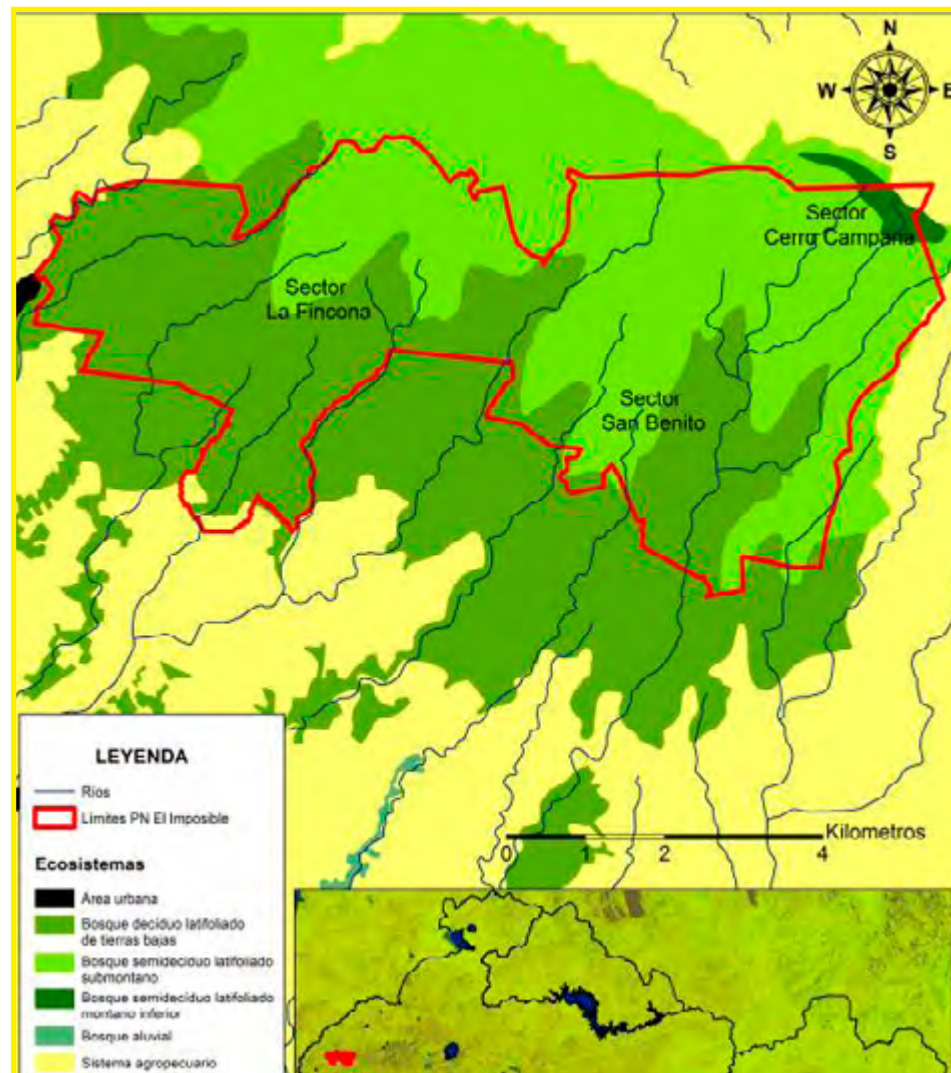 N
W
E
S
Sector
Cerro Campana
Sector
La Fincona
Sector
San Benito
Kilometros
0 1 2 4
LEYENDA
Ríos
Limites PN El Imposible
Ecosistemas
Area urbana
Bosque deciduo latifoliado
de tierras bajas
Bosque semideciduo latifoliado
submontano
Bosque semideciduo latifoliado
montano inferior
Bosque aluvial
Sistema agropecuario